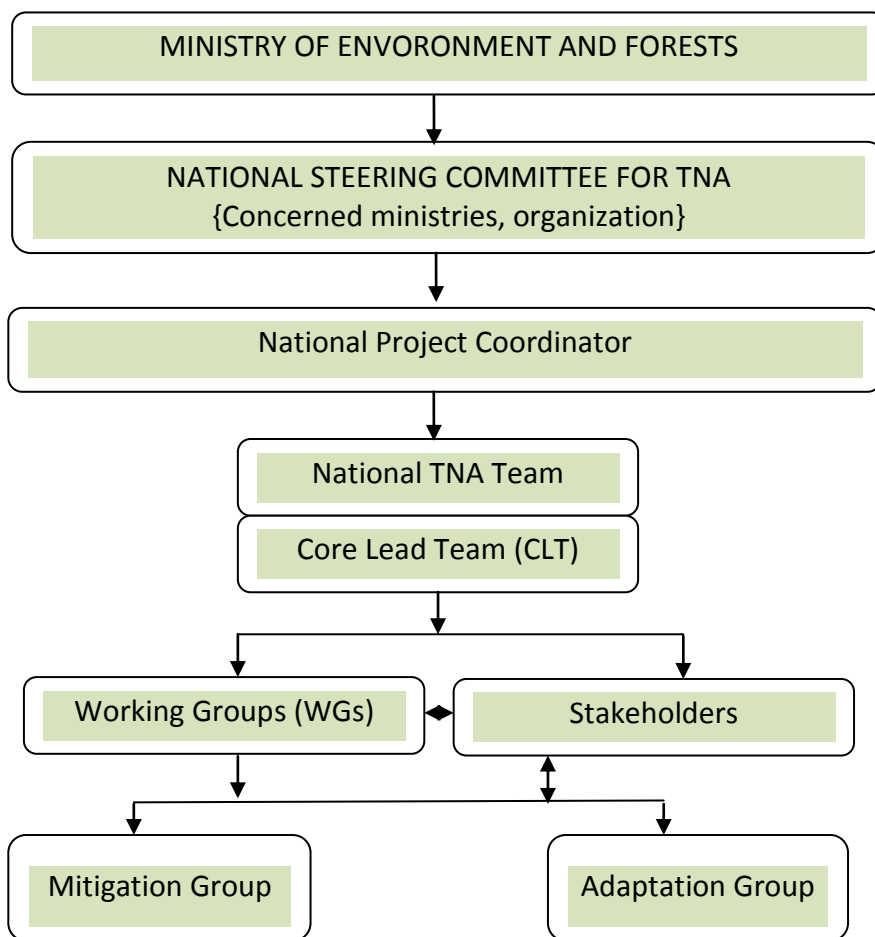 MINISTRY OF ENVORONMENT AND FORESTS
NATIONAL STEERING COMMITTEE FOR TNA
{Concerned ministries, organization}
National Project Coordinator
National TNA Team
Core Lead Team (CLT)
Working Groups (WGs)
Stakeholders
Mitigation Group
Adaptation Group